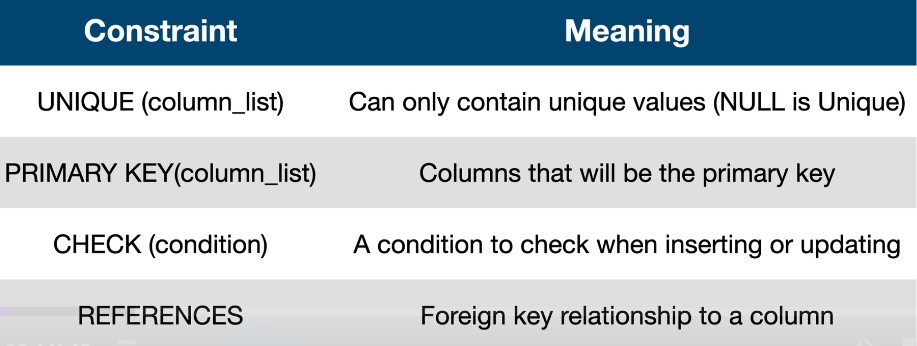 Constraint Meaning
UNIQUE (column_list) Can only contain unique values (NULL is Unique)
PRIMARY KEY(column_list) Columns that will be the primary key
CHECK (condition) A condition to check when inserting or updating
REFERENCES Foreign key relationship to a column